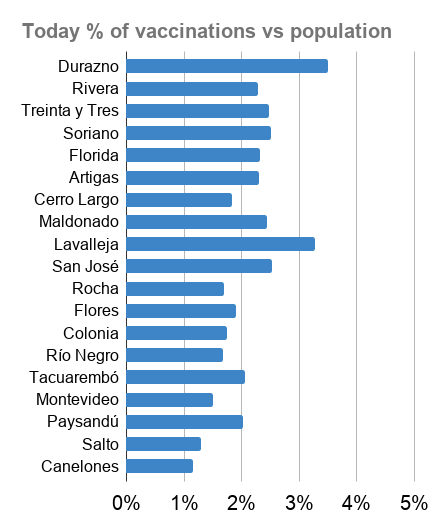 Today % of vaccinations vs population
Durazno
Rivera
Treinta y Tres
Soriano
Florida
Artigas
Cerro Largo
Maldonado
Lavalleja
San José
Rocha
Flores
Colonia
Río Negro
Tacuarembó
Montevideo
Paysandú
Salto
Canelones
0% 1% 2% 3% 4% 5%